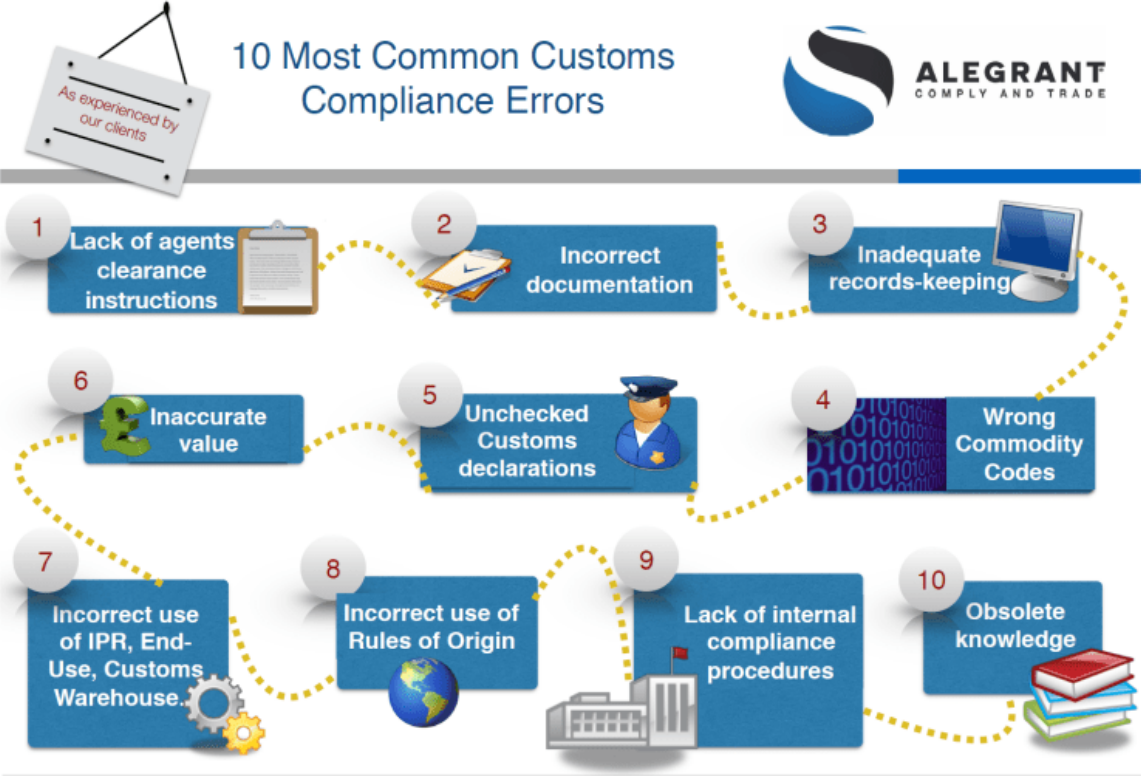 As experienced by
our clients
10 Most Common Customs
Compliance Errors
ALEGRANT
COMPLY AND TRADE
1
Lack of agents
clearance
instructions
2
Incorrect
documentation
3
Inadequate
records-keeping
4
Wrong
Commodity
Codes
5
Unchecked
Customs
declarations
6
Inaccurate
value
7
Incorrect use
of IPR, End-
Use, Customs
Warehouse..
8
Incorrect use of
Rules of Origin
9
Lack of internal
compliance
procedures
10
Obsolete
knowledge